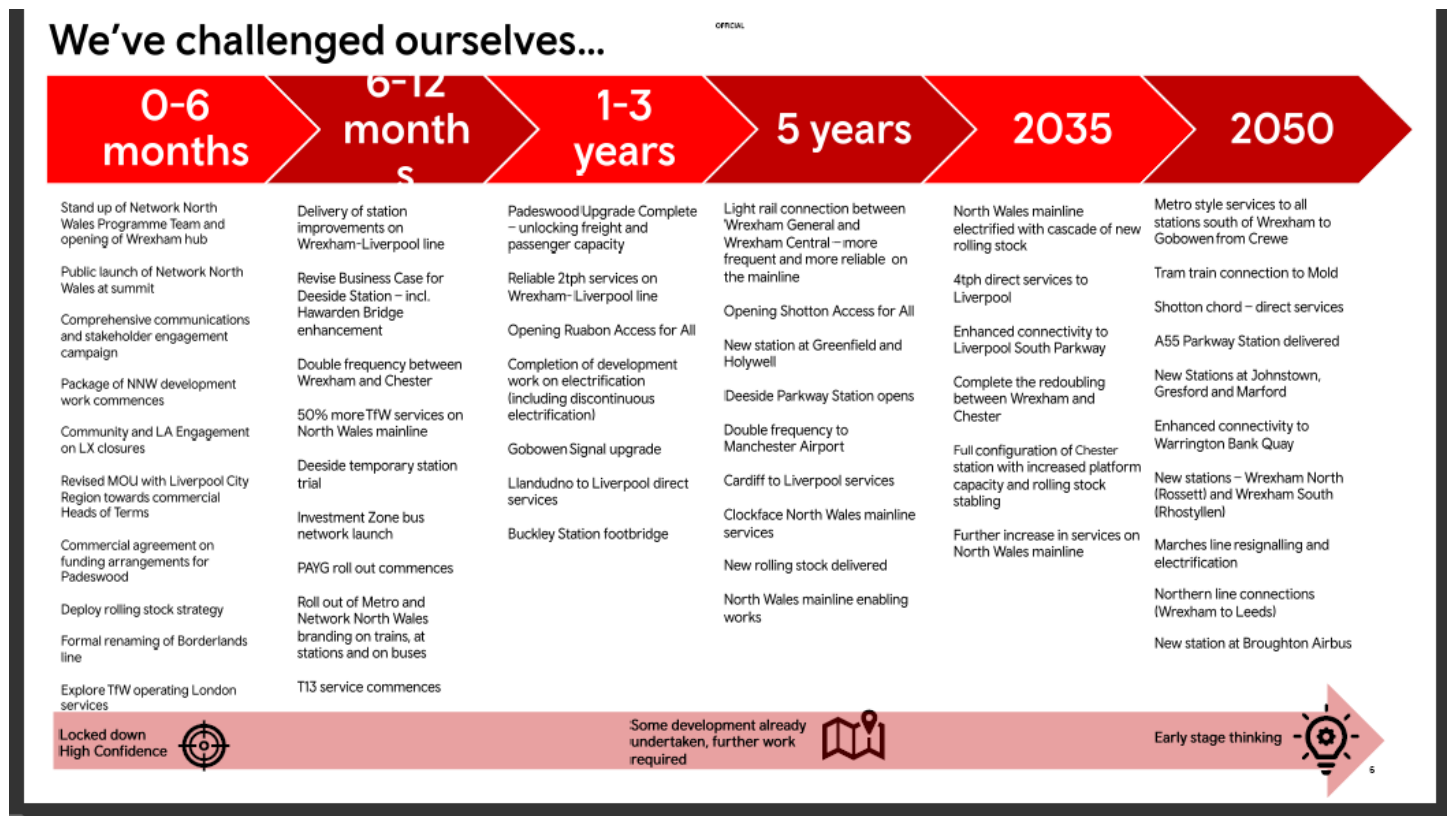 OFFICIAL
We've challenged ourselves...
0-6
months
6-12
month
s
1-3
years
5 years
2035
2050
Stand up of Network North
Wales Programme Team and
opening of Wrexham hub
Public launch of Network North
Wales at summit
Comprehensive communications
and stakeholder engagement
campaign
Package of NNW development
work commences
Community and LA Engagement
on LX closures
Revised MOU with Liverpool City
Region towards commercial
Heads of Terms
Commercial agreement on
funding arrangements for
Padeswood
Deploy rolling stock strategy
Formal renaming of Borderlands
line
Explore TfW operating London
services
Delivery of station
improvements on
Wrexham-Liverpool line
Revise Business Case for
Deeside Station – incl.
Hawarden Bridge
enhancement
Double frequency between
Wrexham and Chester
50% more TfW services on
North Wales mainline
Deeside temporary station
trial
Investment Zone bus
network launch
PAYG roll out commences
Roll out of Metro and
Network North Wales
branding on trains, at
stations and on buses
T13 service commences
Padeswood Upgrade Complete
– unlocking freight and
passenger capacity
Reliable 2tph services on
Wrexham-Liverpool line
Opening Ruabon Access for All
Completion of development
work on electrification
(including discontinuous
electrification)
Gobowen Signal upgrade
Llandudno to Liverpool direct
services
Buckley Station footbridge
Light rail connection between
Wrexham General and
Wrexham Central – more
frequent and more reliable on
the mainline
Opening Shotton Access for All
New station at Greenfield and
Holywell
Deeside Parkway Station opens
Double frequency to
Manchester Airport
Cardiff to Liverpool services
Clockface North Wales mainline
services
New rolling stock delivered
North Wales mainline enabling
works
North Wales mainline
electrified with cascade of new
rolling stock
4tph direct services to
Liverpool
Enhanced connectivity to
Liverpool South Parkway
Complete the redoubling
between Wrexham and
Chester
Full configuration of Chester
station with increased platform
capacity and rolling stock
stabling
Further increase in services on
North Wales mainline
Metro style services to all
stations south of Wrexham to
Gobowen from Crewe
Tram train connection to Mold
Shotton chord – direct services
A55 Parkway Station delivered
New Stations at Johnstown,
Gresford and Marford
Enhanced connectivity to
Warrington Bank Quay
New stations – Wrexham North
(Rossett) and Wrexham South
(Rhostyllen)
Marches line resignalling and
electrification
Northern line connections
(Wrexham to Leeds)
New station at Broughton Airbus
Locked down
High Confidence
Some development already
undertaken, further work
required
Early stage thinking
6